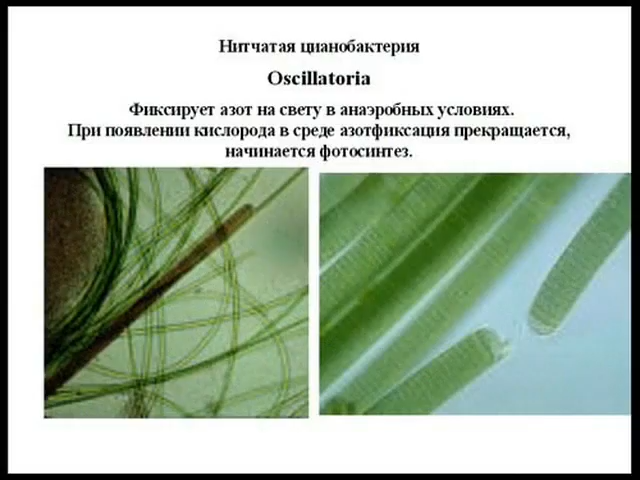 Нитчатая цианобактерия
Oscillatoria
Фиксирует азот на свету в анаэробных условиях.
При появлении кислорода в среде азотфиксация прекращается,
начинается фотосинтез.